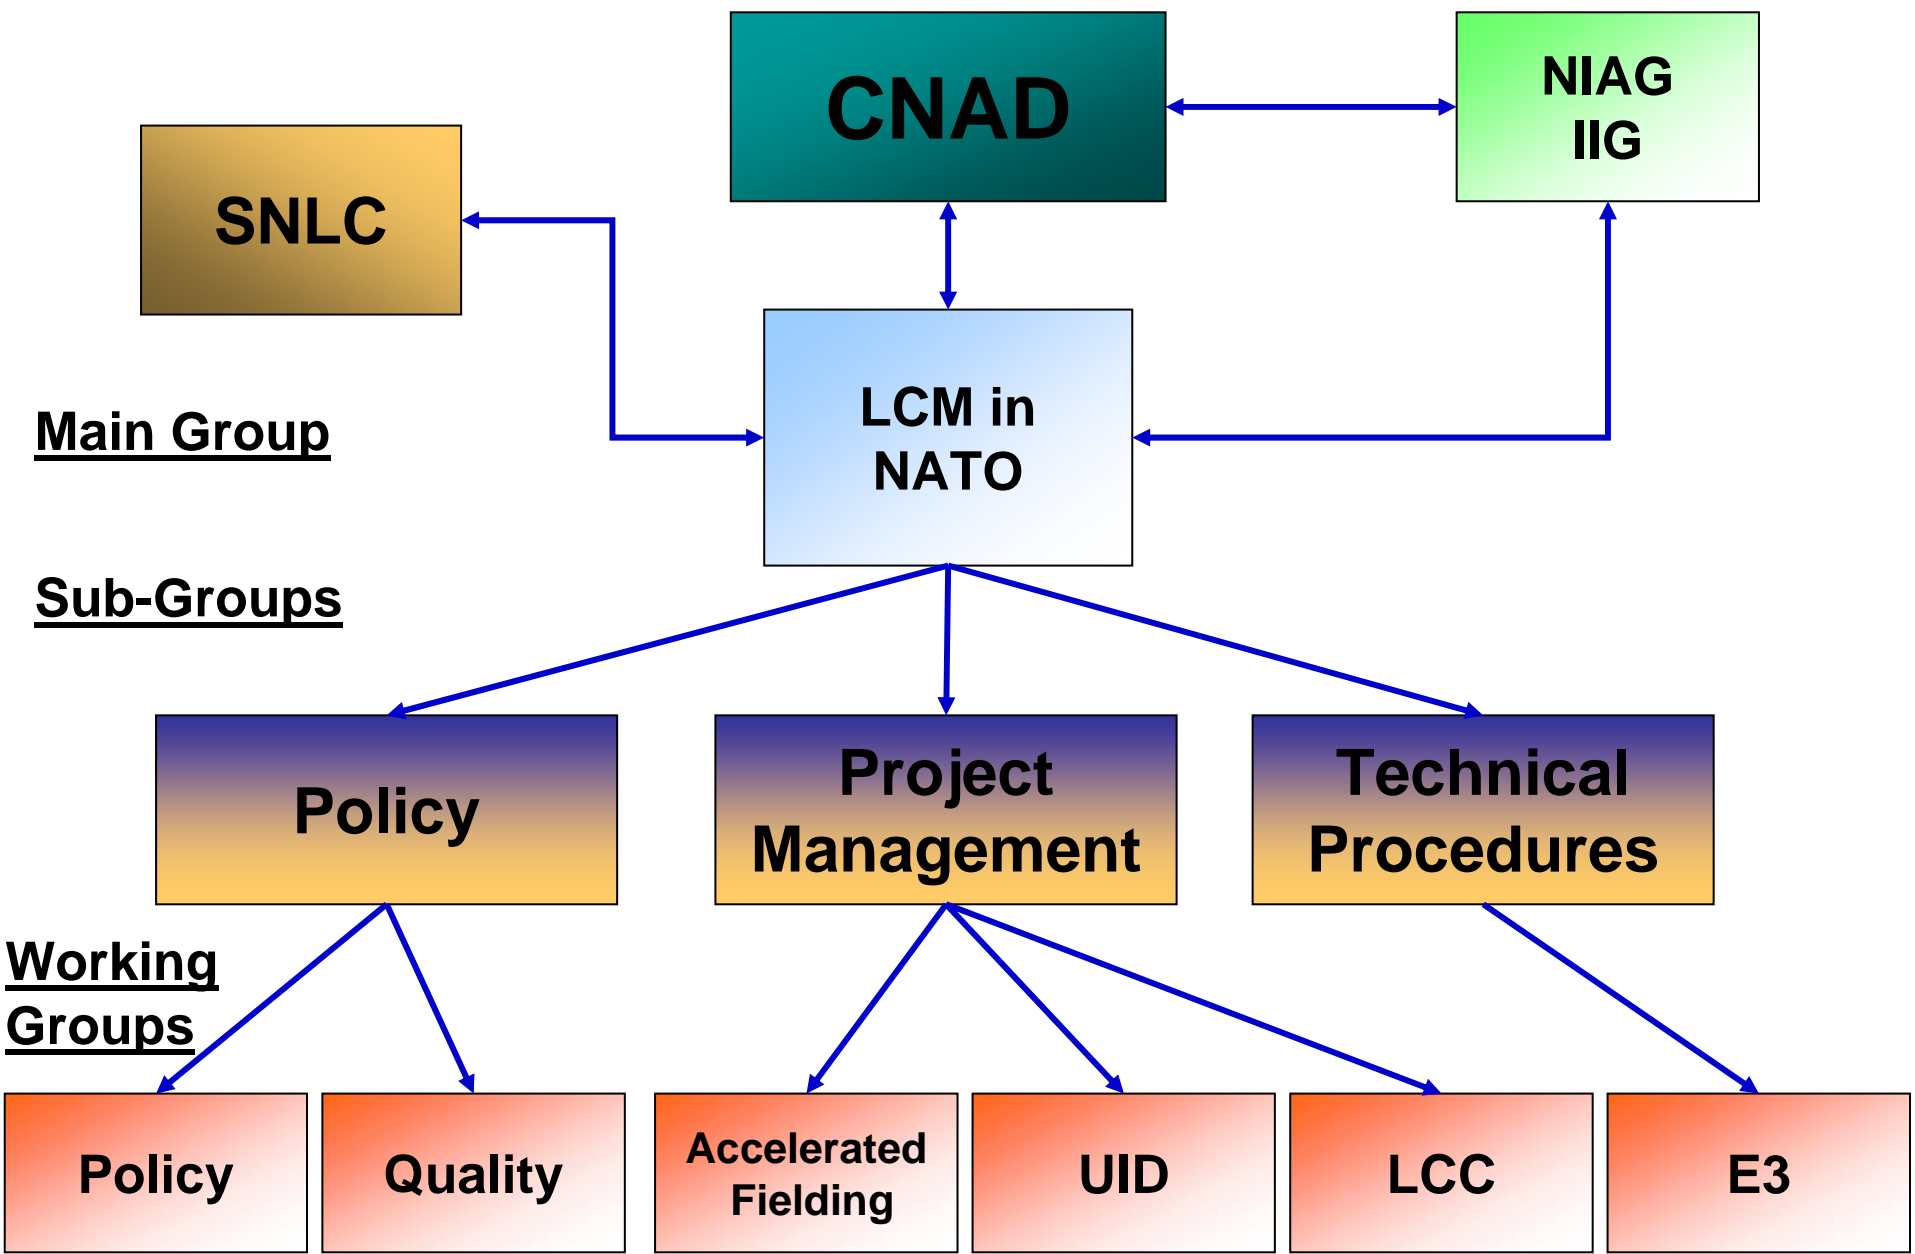 CNAD
NIAG
IIG
SNLC
LCM in
NATO
Main Group
Sub-Groups
Policy
Project
Management
Technical
Procedures
Working
Groups
Policy
Quality
Accelerated
Fielding
UID
LCC
E3